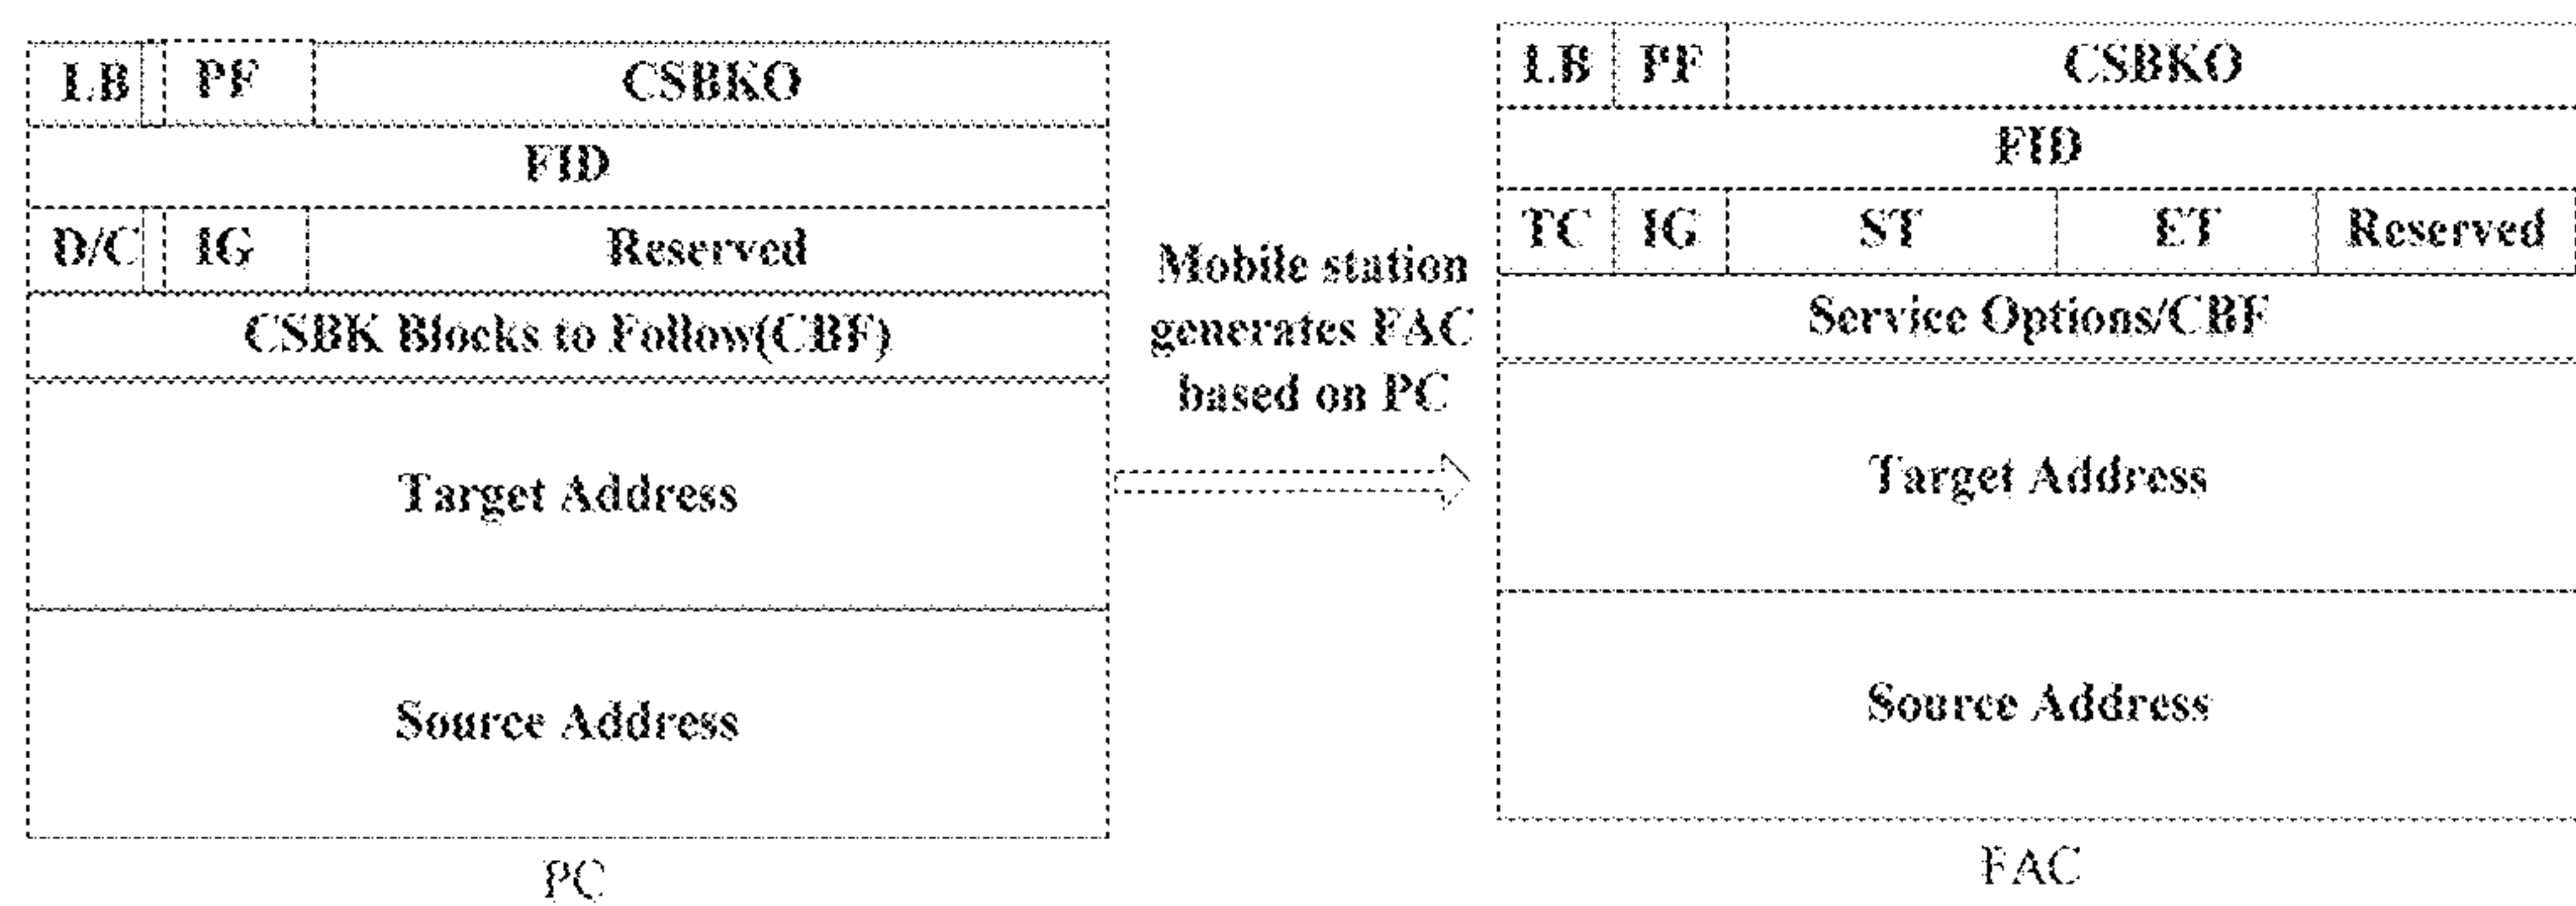 LB PF CSBKO
FID
D/C IG Reserved
CSBK Blocks to Follow(CBF)
Target Address
Source Address
PC
Mobile station
generates FAC
based on PC
LB PF CSBKO
FID
TC IG ST ET Reserved
Service Options/CBF
Target Address
Source Address
FAC